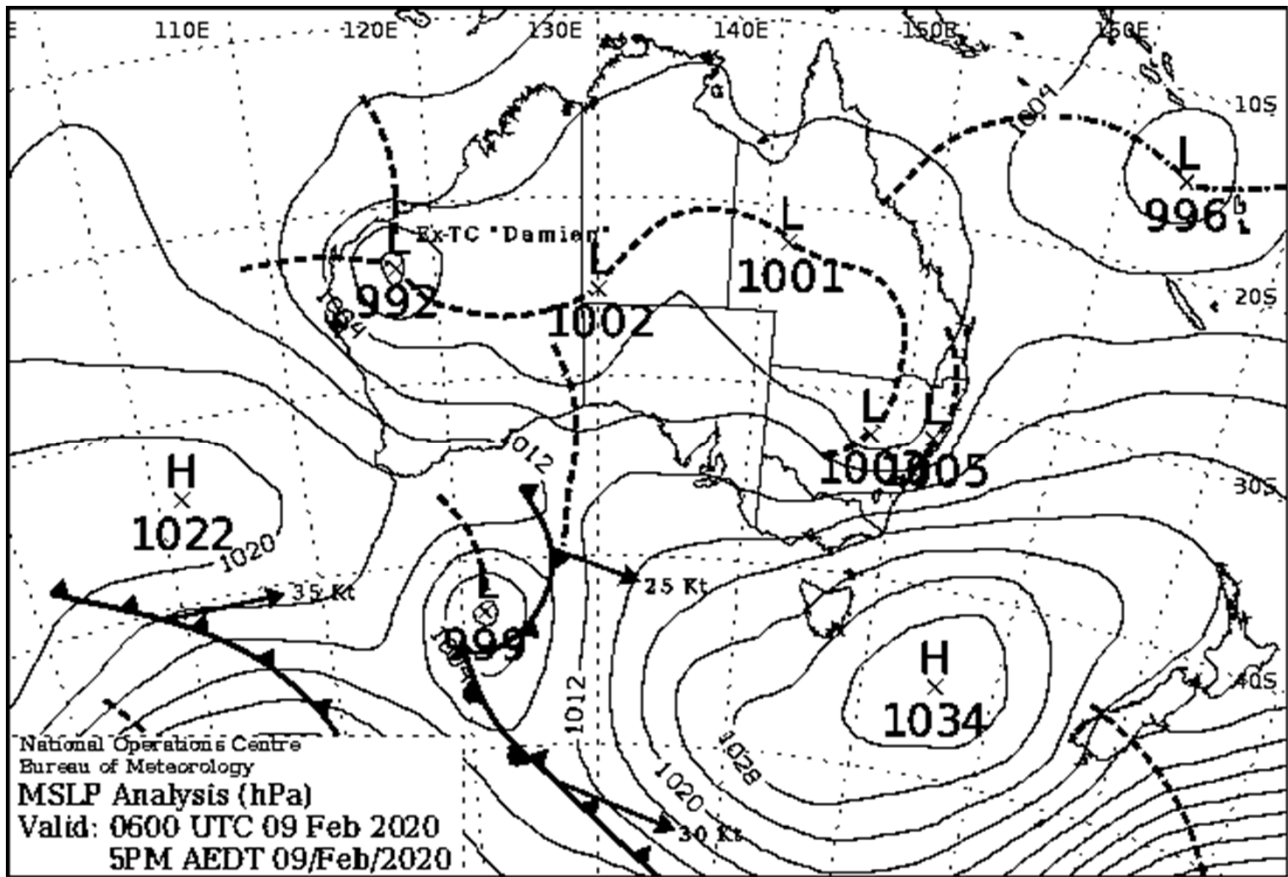 110E 120E 130E 140E 150E
10S
1004
L
996
L
Ex-TC "Damien"
L
992
L
1002
L
1001
20S
L
L
1005
1012
30S
H
1022
1020
35 Kt
25 Kt
L
999
H
1034
40S
1012
1028
1020
30 Kt
National Operations Centre
Bureau of Meteorology
MSLP Analysis (hPa)
Valid: 0600 UTC 09 Feb 2020
5PM AEDT 09/Feb/2020